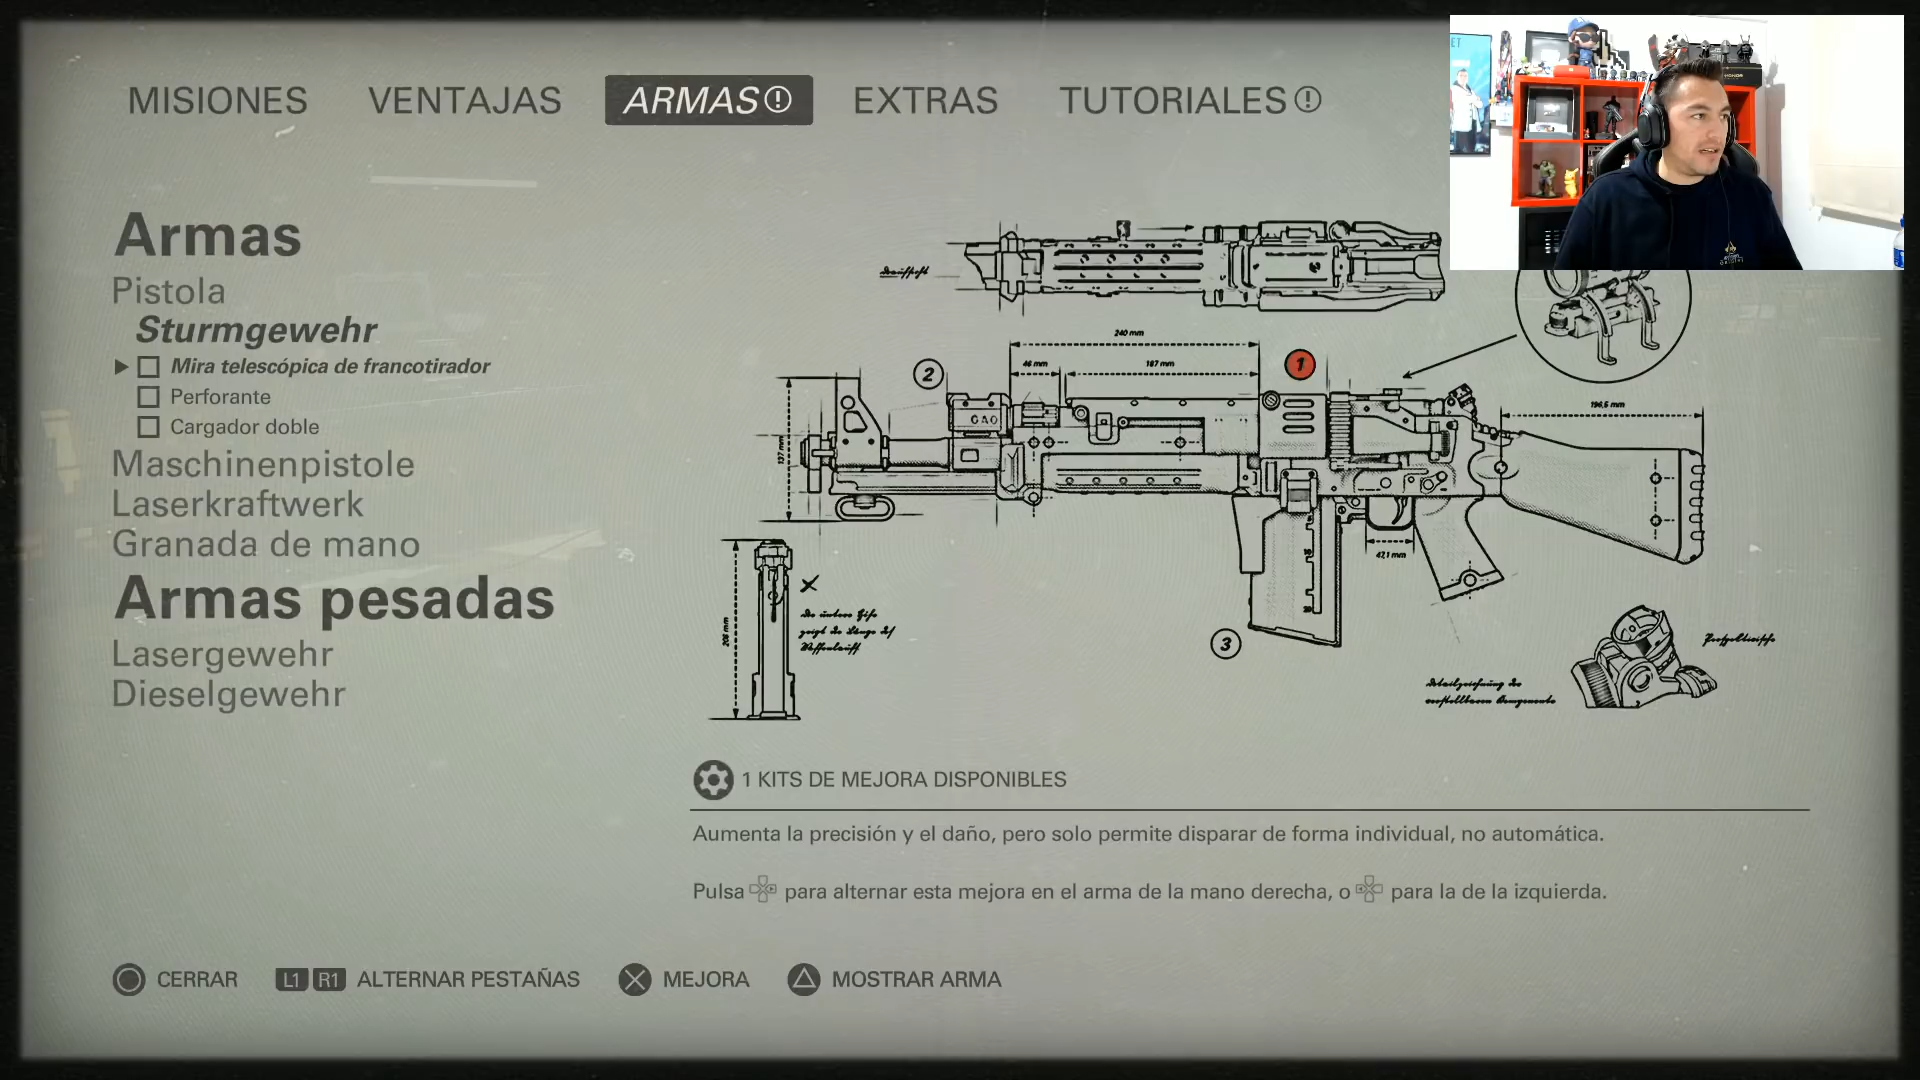 MISIONES VENTAJAS ARMAS EXTRAS TUTORIALES
Armas
Pistola
Sturmgewehr
Mira telescópica de francotirador
Perforante
Cargador doble
Maschinenpistole
Laserkraftwerk
Granada de mano
Armas pesadas
Lasergewehr
Dieselgewehr
240 mm
46 mm
187 mm
196,5 mm
137 mm
47,1 mm
1
2
3
1 KITS DE MEJORA DISPONIBLES
Aumenta la precisión y el daño, pero solo permite disparar de forma individual, no automática.
Pulsa para alternar esta mejora en el arma de la mano derecha, o para la de la izquierda.
CERRAR L1 R1 ALTERNAR PESTAÑAS MEJORA MOSTRAR ARMA